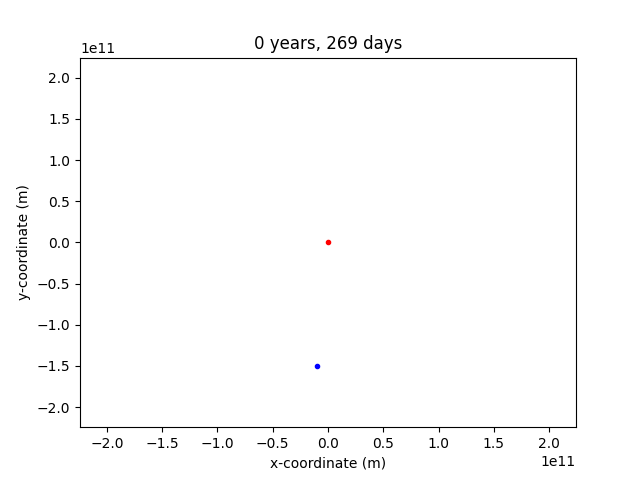 0 years, 269 days
1e11
2.0
1.5
1.0
0.5
0.0
−0.5
−1.0
−1.5
−2.0
y-coordinate (m)
−2.0 −1.5 −1.0 −0.5 0.0 0.5 1.0 1.5 2.0
x-coordinate (m)
1e11